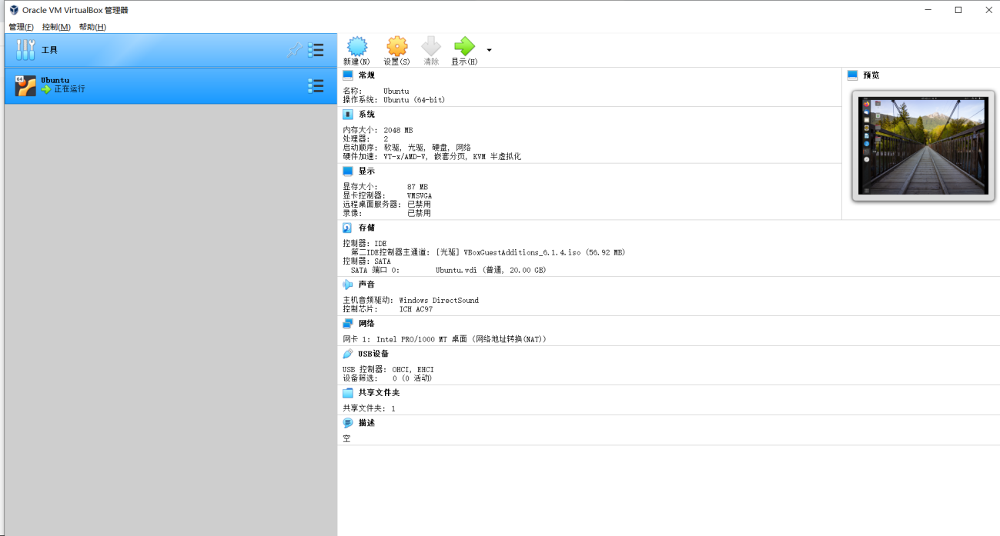 Oracle VM VirtualBox 管理器
管理(F) 控制(M) 帮助(H)
工具
64
Ubuntu
正在运行
新建(N) 设置(S) 清除 显示(H)
常规
名称: Ubuntu
操作系统: Ubuntu (64-bit)
预览
系统
内存大小: 2048 MB
处理器: 2
启动顺序: 软驱, 光驱, 硬盘, 网络
硬件加速: VT-x/AMD-V, 嵌套分页, KVM 半虚拟化
显示
显存大小: 87 MB
显卡控制器: VMSVGA
远程桌面服务器: 已禁用
录像: 已禁用
存储
控制器: IDE
第二IDE控制器主通道: [光驱] VBoxGuestAdditions_6.1.4.iso (56.92 MB)
控制器: SATA
SATA 端口 0: Ubuntu.vdi (普通, 20.00 GB)
声音
主机音频驱动: Windows DirectSound
控制芯片: ICH AC97
网络
网卡 1: Intel PRO/1000 MT 桌面 (网络地址转换(NAT))
USB设备
USB 控制器: OHCI, EHCI
设备筛选: 0 (0 活动)
共享文件夹
共享文件夹: 1
描述
空